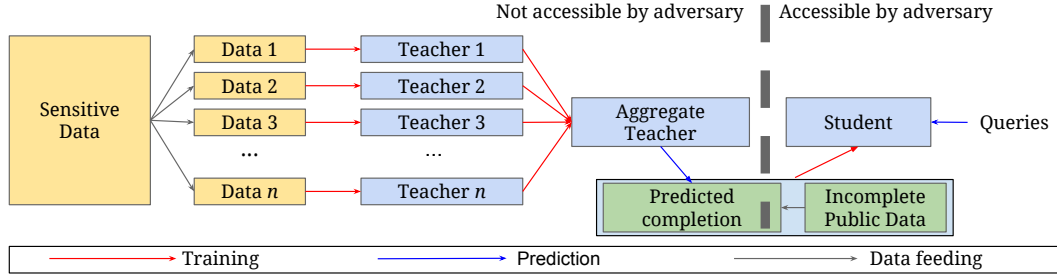 Not accessible by adversary
Accessible by adversary
Sensitive
Data
Data 1
Teacher 1
Data 2
Teacher 2
Data 3
Teacher 3
...
...
Data n
Teacher n
Aggregate
Teacher
Student
Queries
Predicted
completion
Incomplete
Public Data
Training
Prediction
Data feeding